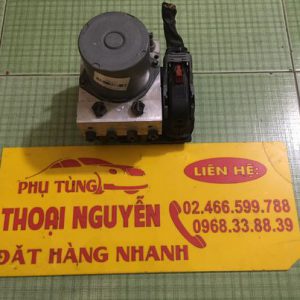 PHỤ TÙNG
LIÊN HỆ:
THOẠI NGUYỄN
02.466.599.788
0968.33.88.39
ĐẶT HÀNG NHANH